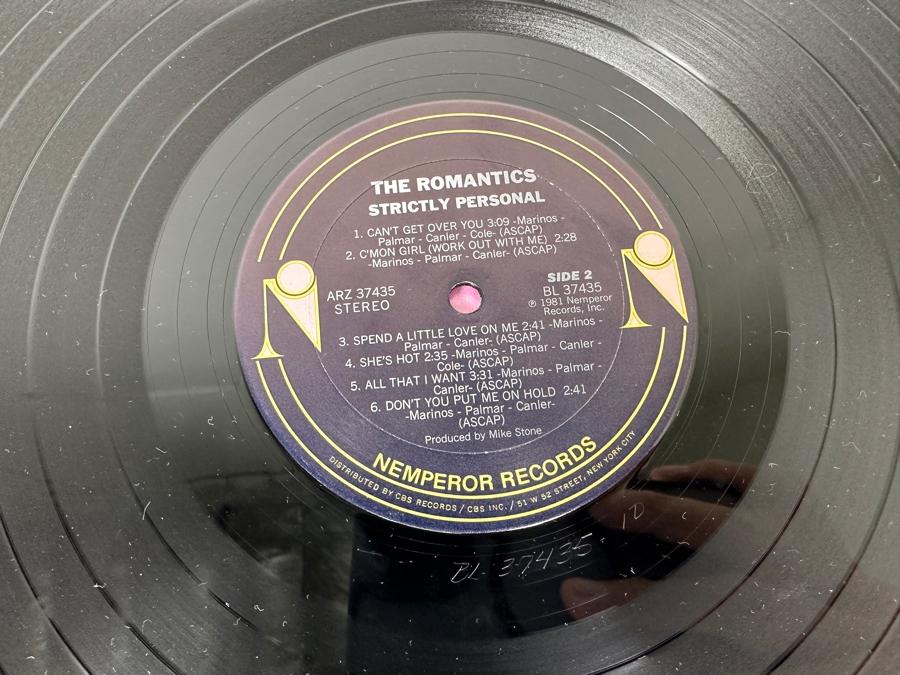 THE ROMANTICS
STRICTLY PERSONAL
1. CAN'T GET OVER YOU 3:09 -Marinos -
Palmar - Canler - Cole- (ASCAP)
2. C'MON GIRL (WORK OUT WITH ME) 2:28
-Marinos - Palmar - Canler- (ASCAP)
ARZ 37435
STEREO
SIDE 2
BL 37435
℗ 1981 Nemperor
Records, Inc.
3. SPEND A LITTLE LOVE ON ME 2:41 -Marinos -
Palmar - Canler- (ASCAP)
4. SHE'S HOT 2:35 -Marinos - Palmar - Canler -
Cole- (ASCAP)
5. ALL THAT I WANT 3:31 -Marinos - Palmar -
Canler- (ASCAP)
6. DON'T YOU PUT ME ON HOLD 2:41
-Marinos - Palmar - Canler-
(ASCAP)
Produced by Mike Stone
NEMPEROR RECORDS
DISTRIBUTED BY CBS RECORDS / CBS INC. / 51 W 52 STREET, NEW YORK CITY
BL 37435